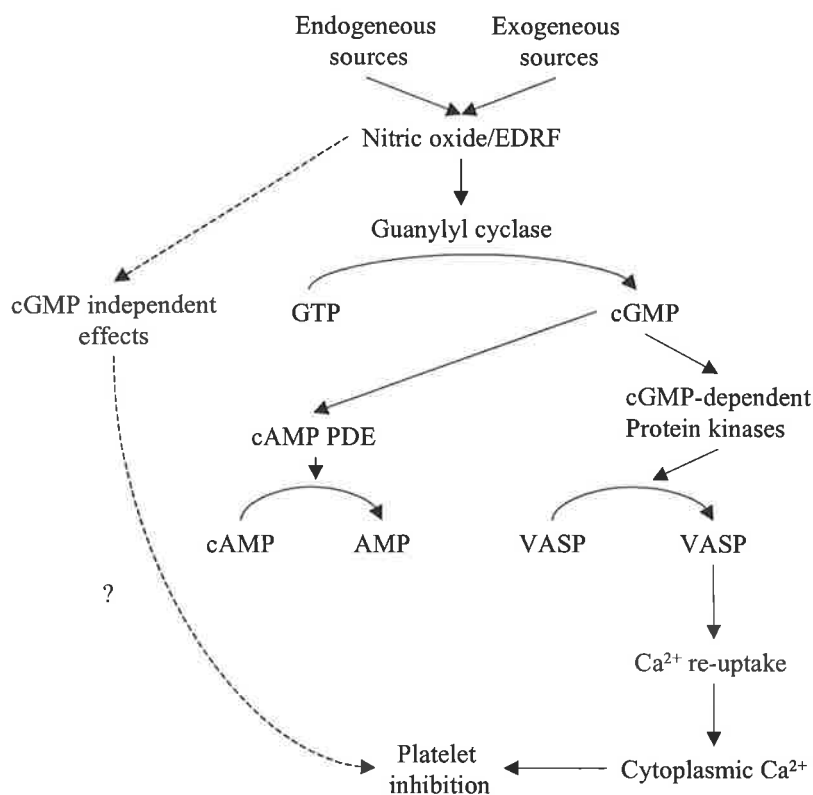 Endogeneous
sources
Exogeneous
sources
Nitric oxide/EDRF
Guanylyl cyclase
cGMP independent
effects
GTP
cGMP
cGMP-dependent
Protein kinases
cAMP PDE
cAMP
AMP
VASP
VASP
?
Ca²⁺ re-uptake
Platelet
inhibition
Cytoplasmic Ca²⁺